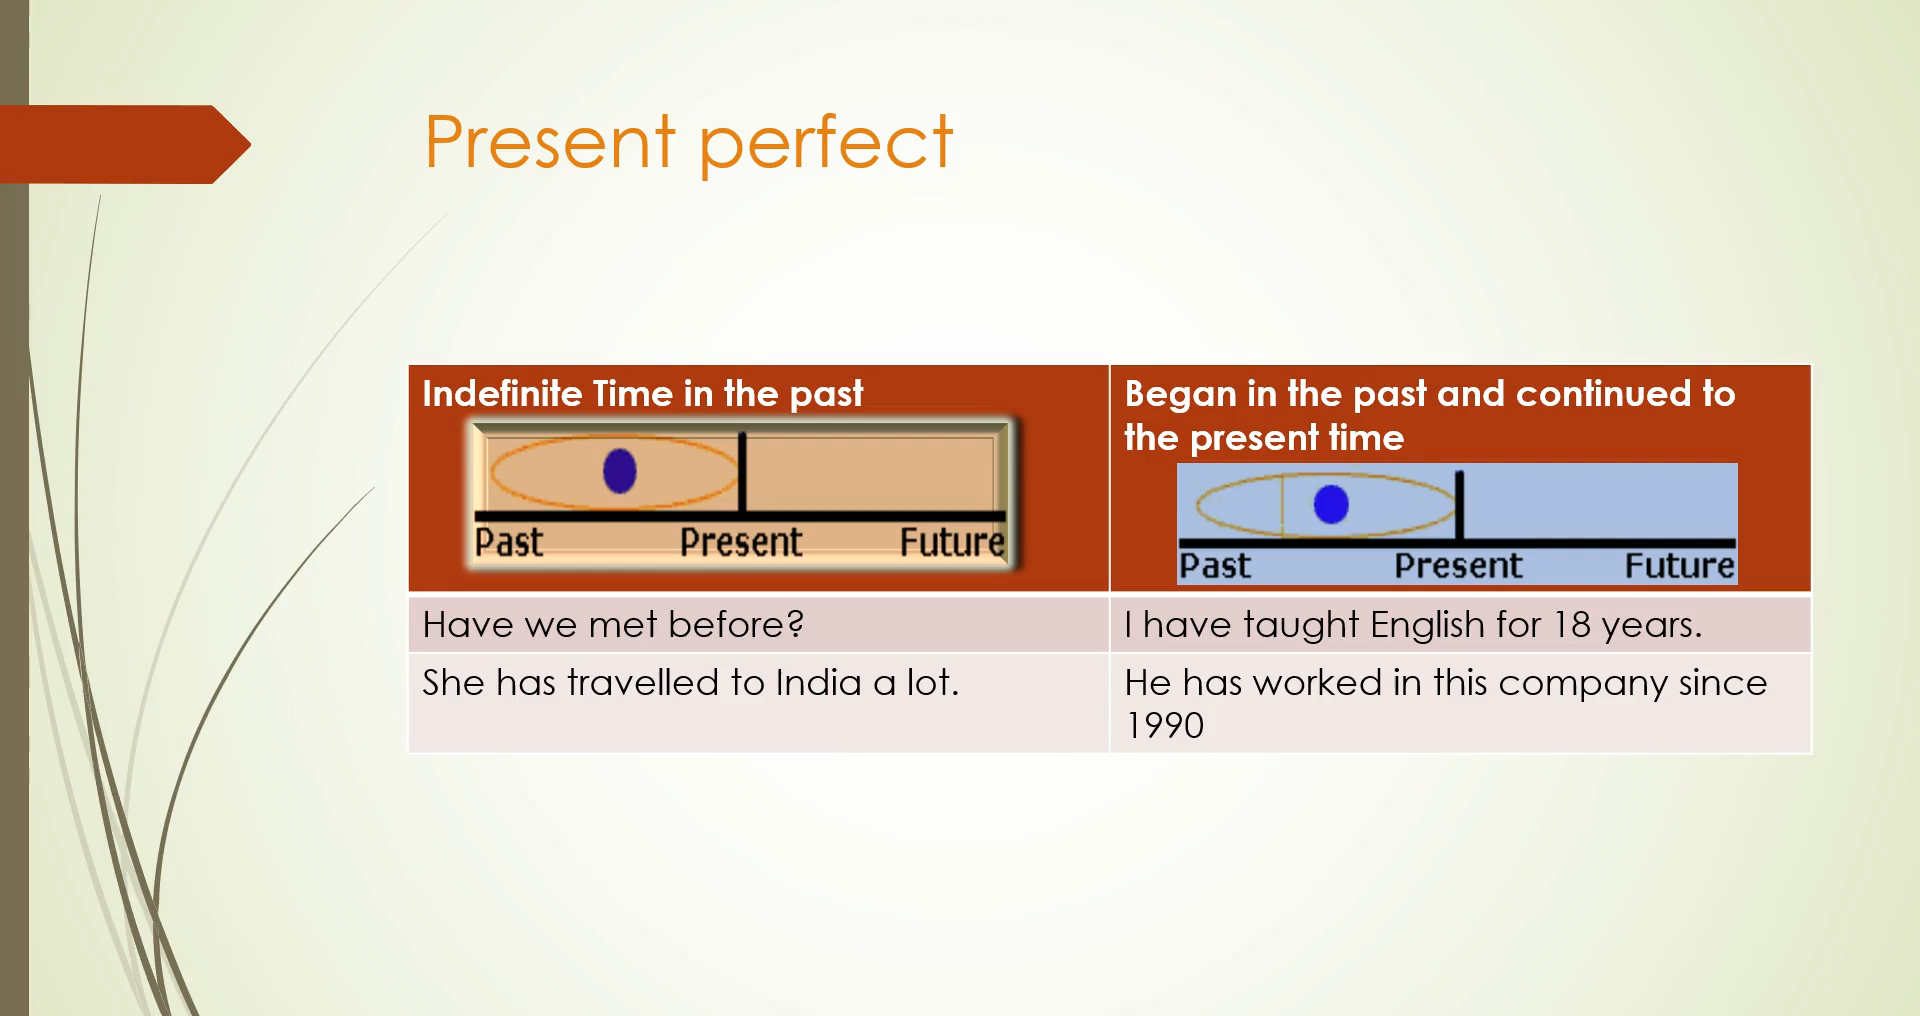 Present perfect
Indefinite Time in the past
Past Present Future
Began in the past and continued to
the present time
Past Present Future
Have we met before?
I have taught English for 18 years.
She has travelled to India a lot.
He has worked in this company since
1990